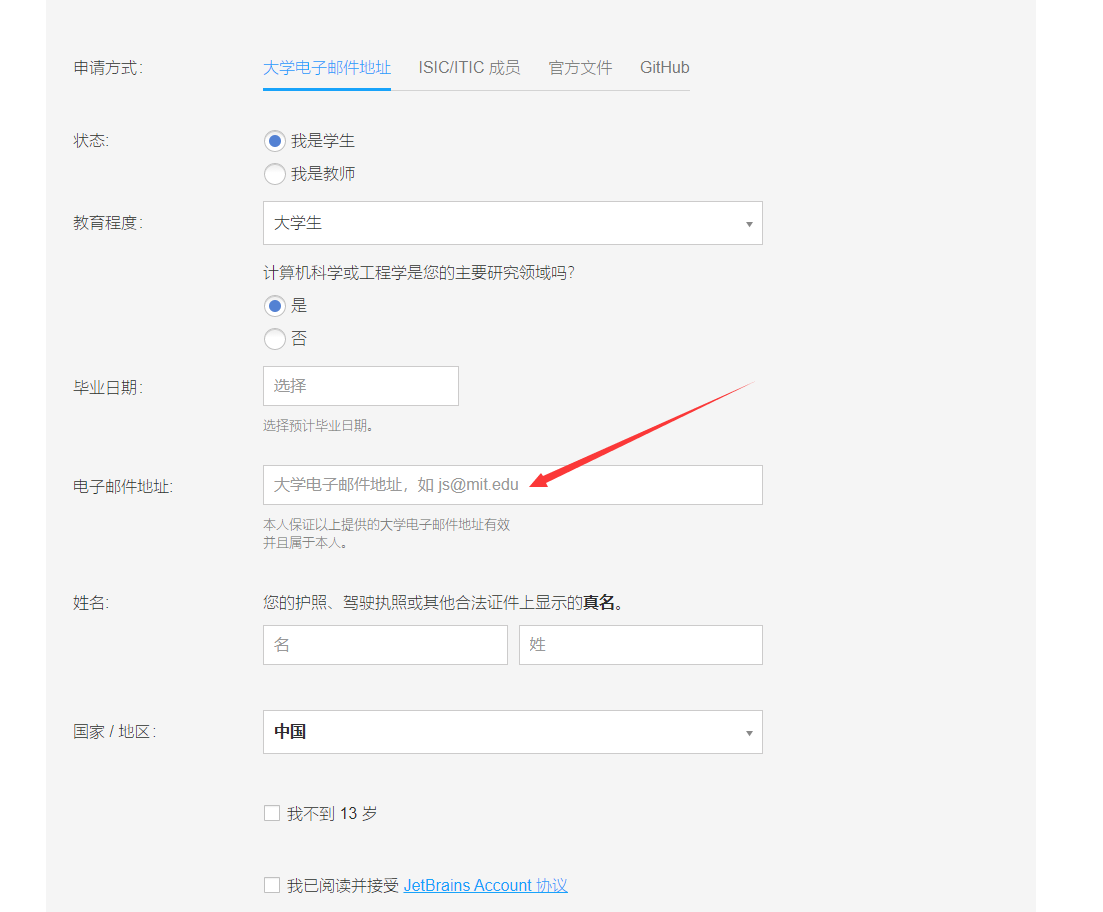 申请方式:
大学电子邮件地址 ISIC/ITIC 成员 官方文件 GitHub
状态:
我是学生
我是教师
教育程度:
大学生
计算机科学或工程学是您的主要研究领域吗?
是
否
毕业日期:
选择
选择预计毕业日期。
电子邮件地址:
大学电子邮件地址，如 js@mit.edu
本人保证以上提供的大学电子邮件地址有效
并且属于本人。
姓名:
您的护照、驾驶执照或其他合法证件上显示的真名。
名 姓
国家 / 地区:
中国
我不到 13 岁
我已阅读并接受 JetBrains Account 协议